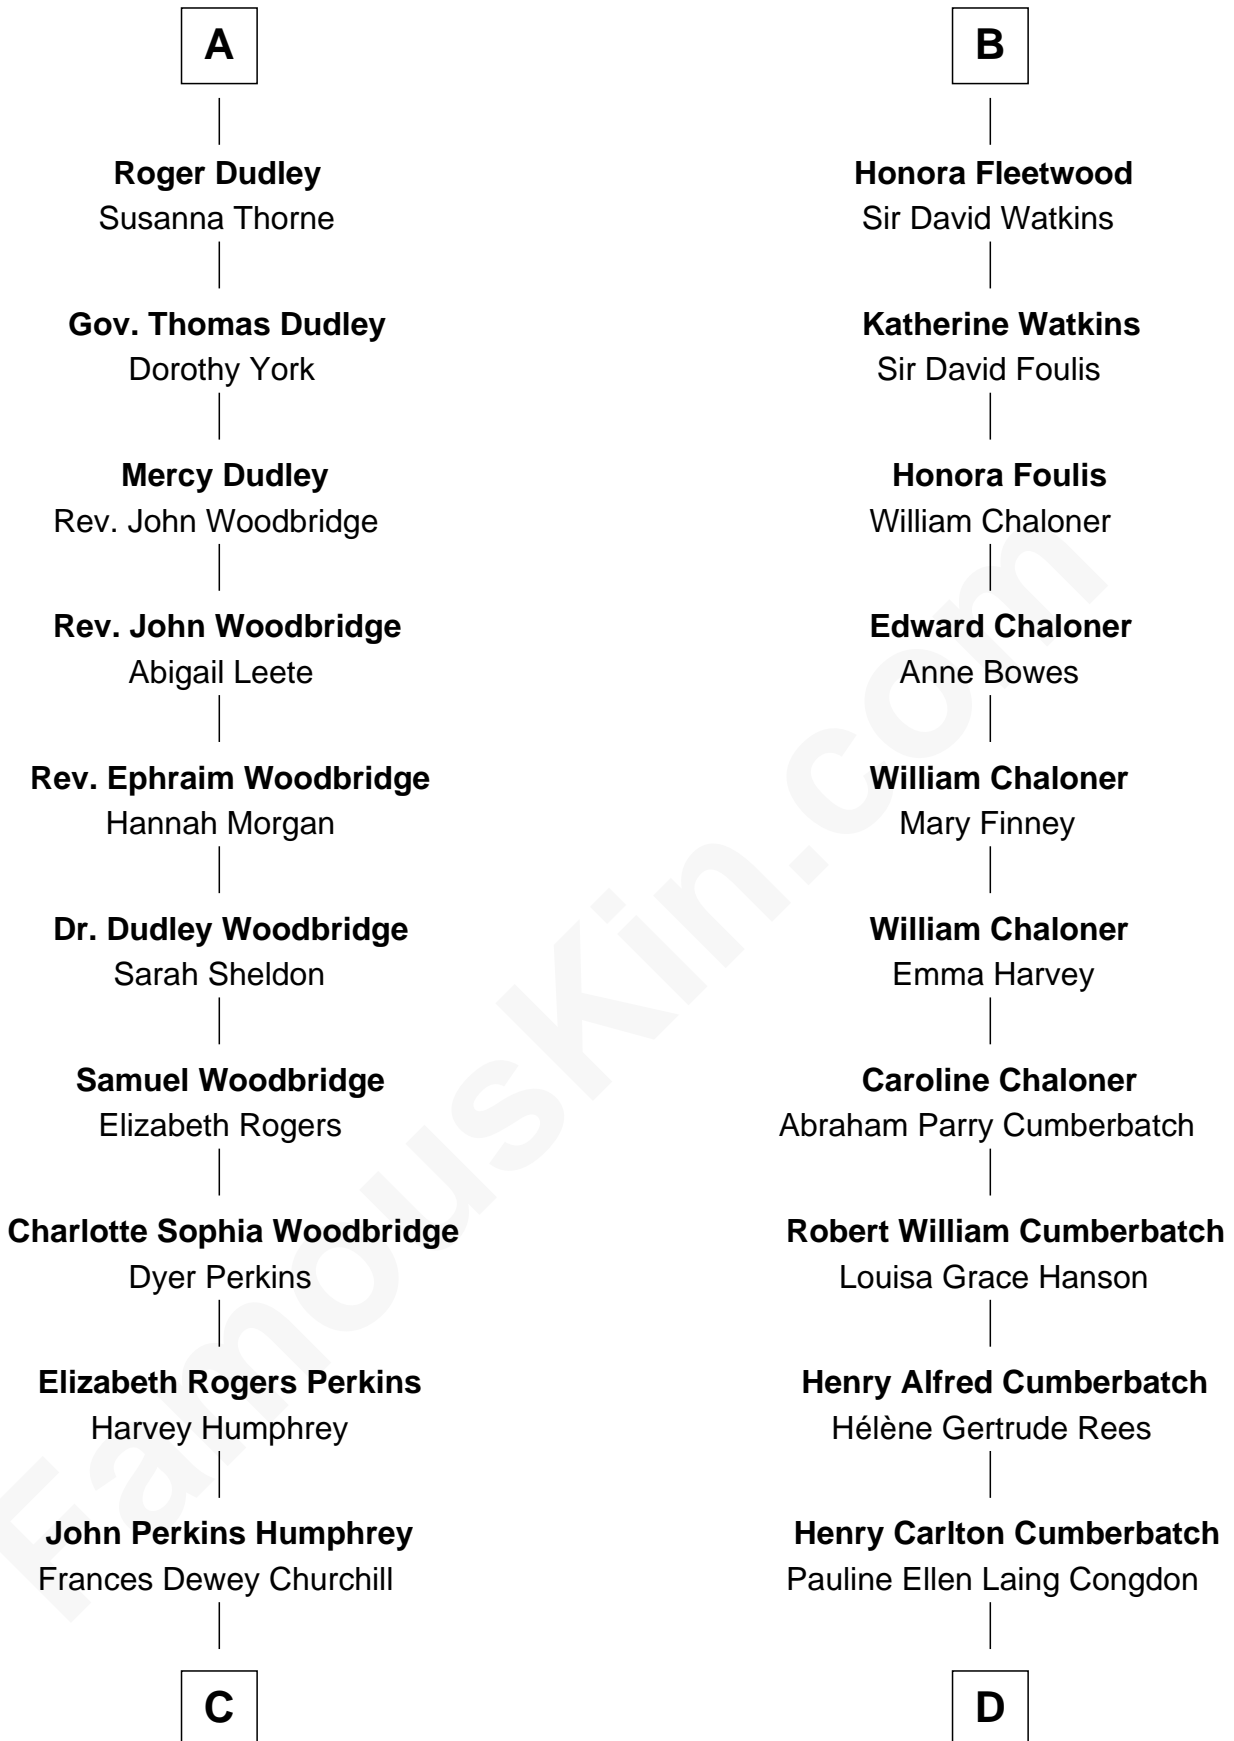 A
Roger Dudley
Susanna Thorne
Gov. Thomas Dudley
Dorothy York
Mercy Dudley
Rev. John Woodbridge
Rev. John Woodbridge
Abigail Leete
Rev. Ephraim Woodbridge
Hannah Morgan
Dr. Dudley Woodbridge
Sarah Sheldon
Samuel Woodbridge
Elizabeth Rogers
Charlotte Sophia Woodbridge
Dyer Perkins
Elizabeth Rogers Perkins
Harvey Humphrey
John Perkins Humphrey
Frances Dewey Churchill
C
B
Honora Fleetwood
Sir David Watkins
Katherine Watkins
Sir David Foulis
Honora Foulis
William Chaloner
Edward Chaloner
Anne Bowes
William Chaloner
Mary Finney
William Chaloner
Emma Harvey
Caroline Chaloner
Abraham Parry Cumberbatch
Robert William Cumberbatch
Louisa Grace Hanson
Henry Alfred Cumberbatch
Hélène Gertrude Rees
Henry Carlton Cumberbatch
Pauline Ellen Laing Congdon
D
FamousKin.com